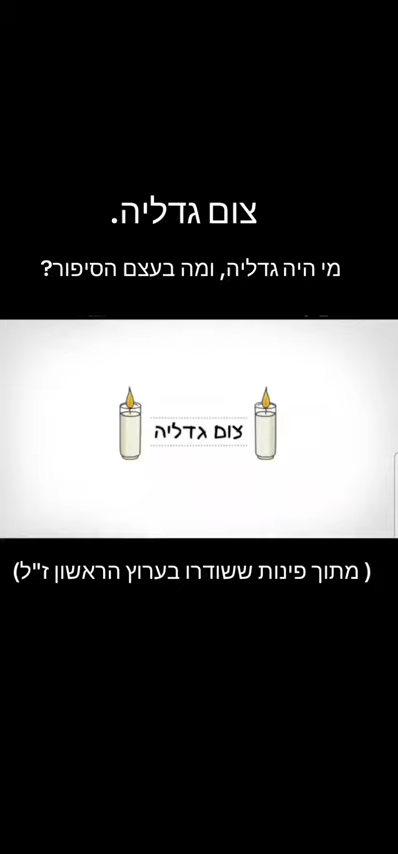 צום גדליה.
מי היה גדליה, ומה בעצם הסיפור?
צום גדליה
( מתוך פינות ששודרו בערוץ הראשון ז"ל)